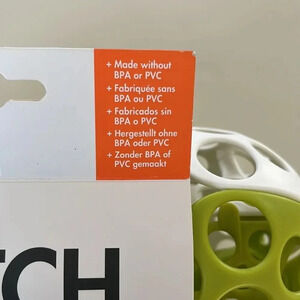 + Made without
BPA or PVC
+ Fabriquée sans
BPA ou PVC
+ Fabricados sin
BPA o PVC
+ Hergestellt ohne
BPA oder PVC
+ Zonder BPA of
PVC gemaakt
TCH